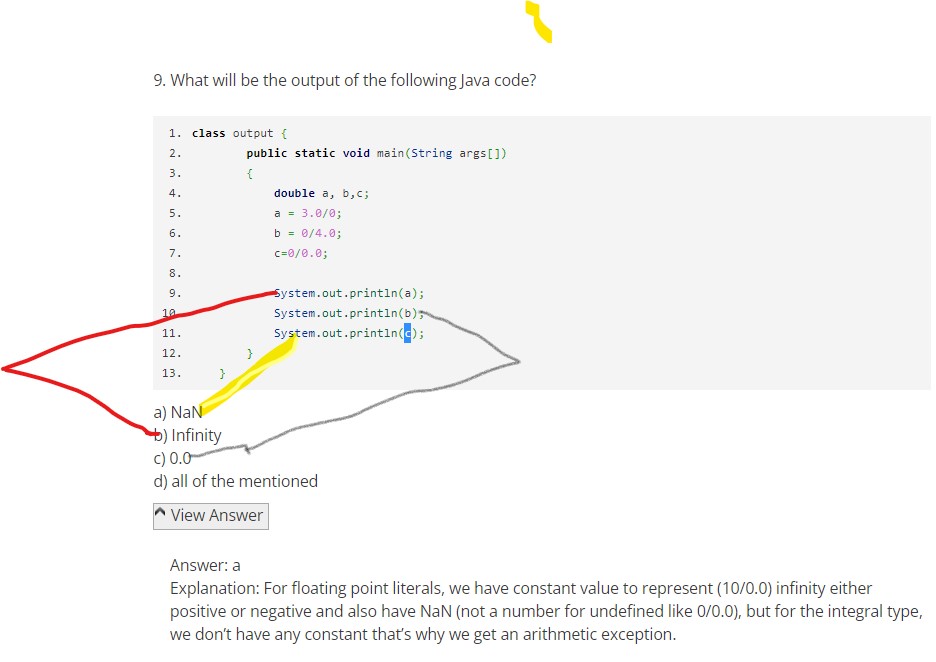 9. What will be the output of the following Java code?
1. class output {
2. public static void main(String args[])
3. {
4. double a, b,c;
5. a = 3.0/0;
6. b = 0/4.0;
7. c=0/0.0;
8.
9. System.out.println(a);
10. System.out.println(b);
11. System.out.println(c);
12. }
13. }
a) NaN
b) Infinity
c) 0.0
d) all of the mentioned
View Answer
Answer: a
Explanation: For floating point literals, we have constant value to represent (10/0.0) infinity either
positive or negative and also have NaN (not a number for undefined like 0/0.0), but for the integral type,
we don’t have any constant that’s why we get an arithmetic exception.